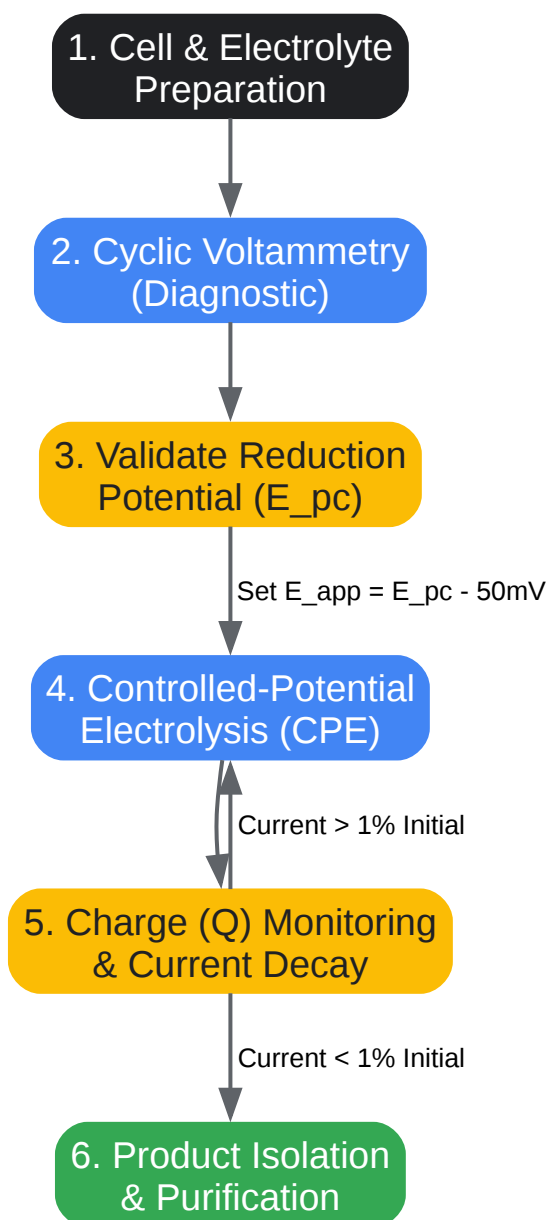 1. Cell & Electrolyte
Preparation
2. Cyclic Voltammetry
(Diagnostic)
3. Validate Reduction
Potential (E_pc)
Set E_app = E_pc - 50mV
4. Controlled-Potential
Electrolysis (CPE)
Current > 1% Initial
5. Charge (Q) Monitoring
& Current Decay
Current < 1% Initial
6. Product Isolation
& Purification